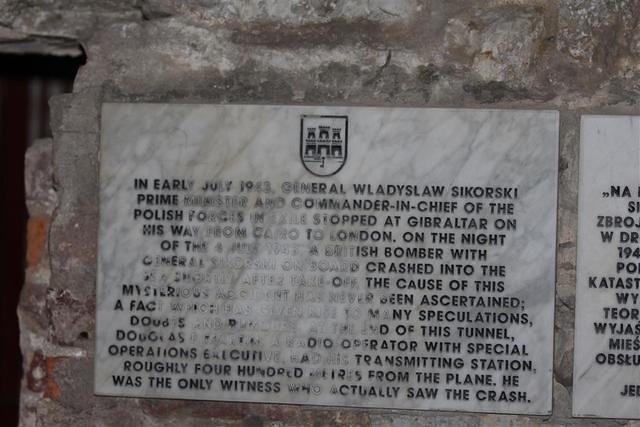 IN EARLY JULY 1943, GENERAL WLADYSLAW SIKORSKI
PRIME MINISTER AND COMMANDER-IN-CHIEF OF THE
POLISH FORCES IN EXILE STOPPED AT GIBRALTAR ON
HIS WAY FROM CAIRO TO LONDON. ON THE NIGHT
OF THE 4 JULY 1943, A BRITISH BOMBER WITH
GENERAL SIKORSKI ON BOARD CRASHED INTO THE
SEA SHORTLY AFTER TAKE-OFF, THE CAUSE OF THIS
MYSTERIOUS ACCIDENT HAS NEVER BEEN ASCERTAINED;
A FACT WHICH HAS GIVEN RISE TO MANY SPECULATIONS,
DOUBTS AND AT THE END OF THIS TUNNEL,
DOUGLAS A RADIO OPERATOR WITH SPECIAL
OPERATIONS EXECUTIVE, HAD HIS TRANSMITTING STATION,
ROUGHLY FOUR HUNDRED METRES FROM THE PLANE. HE
WAS THE ONLY WITNESS WHO ACTUALLY SAW THE CRASH.
„NA
ZBROJ
W DR
194
PO
KATAST
WY
TEOR
WYJAS
MIEŚ
OBSŁU
JED